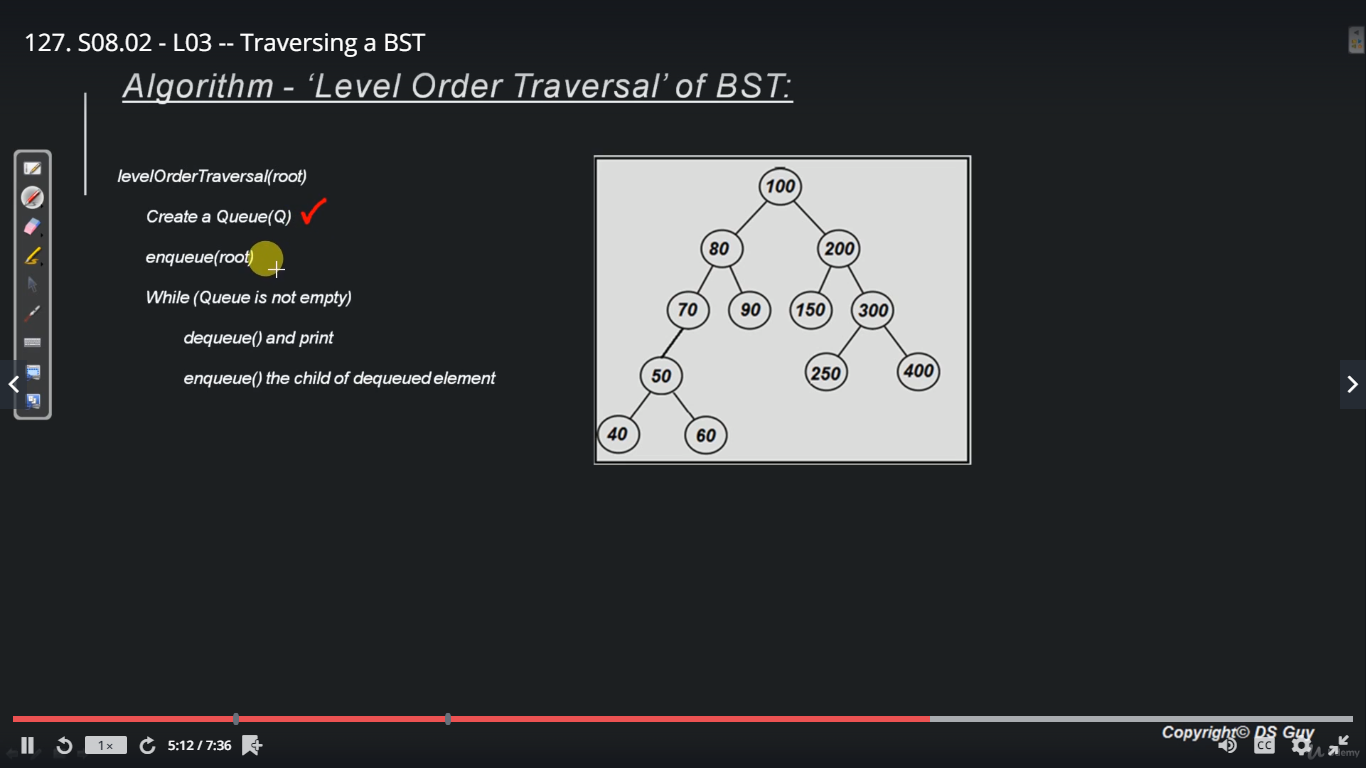 127. S08.02 - L03 -- Traversing a BST
Algorithm - ‘Level Order Traversal’ of BST:
levelOrderTraversal(root)
Create a Queue(Q)
enqueue(root)
While (Queue is not empty)
dequeue() and print
enqueue() the child of dequeued element
100
80 200
70 90 150 300
50 250 400
40 60
1×
5:12 / 7:36
Copyright© DS Guy
CC